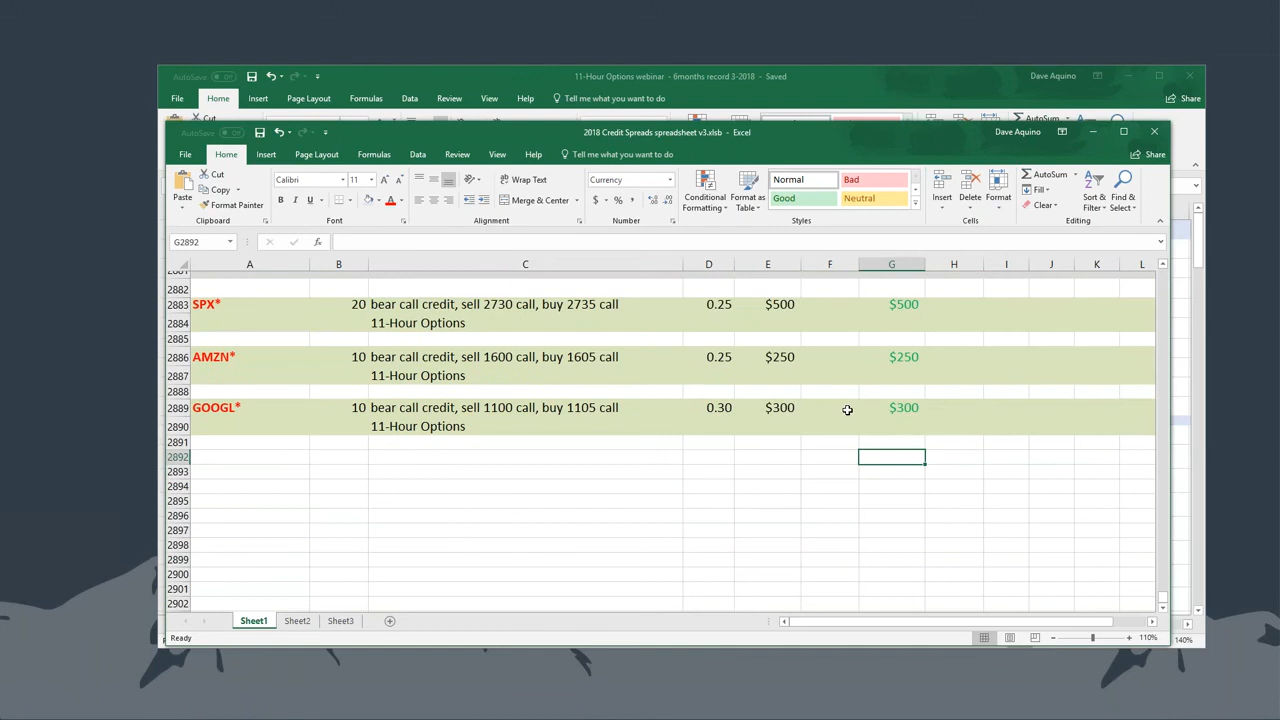 AutoSave Off 11-Hour Options webinar - 6months record 3-2018 - Saved Dave Aquino
File Home Insert Page Layout Formulas Data Review View Help Tell me what you want to do Share
Cut AutoSum
AutoSave Off 2018 Credit Spreads spreadsheet v3.xlsb - Excel Dave Aquino
File Home Insert Page Layout Formulas Data Review View Help Tell me what you want to do Share
Paste Cut Copy Format Painter Clipboard
Calibri 11 A A B I U A Font
Wrap Text Merge & Center Alignment
Currency $ % , Number
Conditional Formatting Format as Table Normal Bad Good Neutral Styles
Insert Delete Format Cells
AutoSum Fill Clear Sort & Filter Find & Select Editing
G2892 fx
A B C D E F G H I J K L
2881
2882
2883 SPX* 20 bear call credit, sell 2730 call, buy 2735 call 0.25 $500 $500
2884 11-Hour Options
2885
2886 AMZN* 10 bear call credit, sell 1600 call, buy 1605 call 0.25 $250 $250
2887 11-Hour Options
2888
2889 GOOGL* 10 bear call credit, sell 1100 call, buy 1105 call 0.30 $300 $300
2890 11-Hour Options
2891
2892
2893
2894
2895
2896
2897
2898
2899
2900
2901
2902
Sheet1 Sheet2 Sheet3
Ready 110% 140%